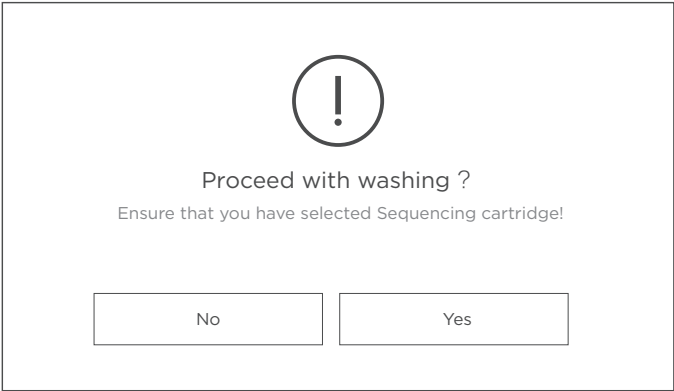 Proceed with washing ?
Ensure that you have selected Sequencing cartridge!
No
Yes